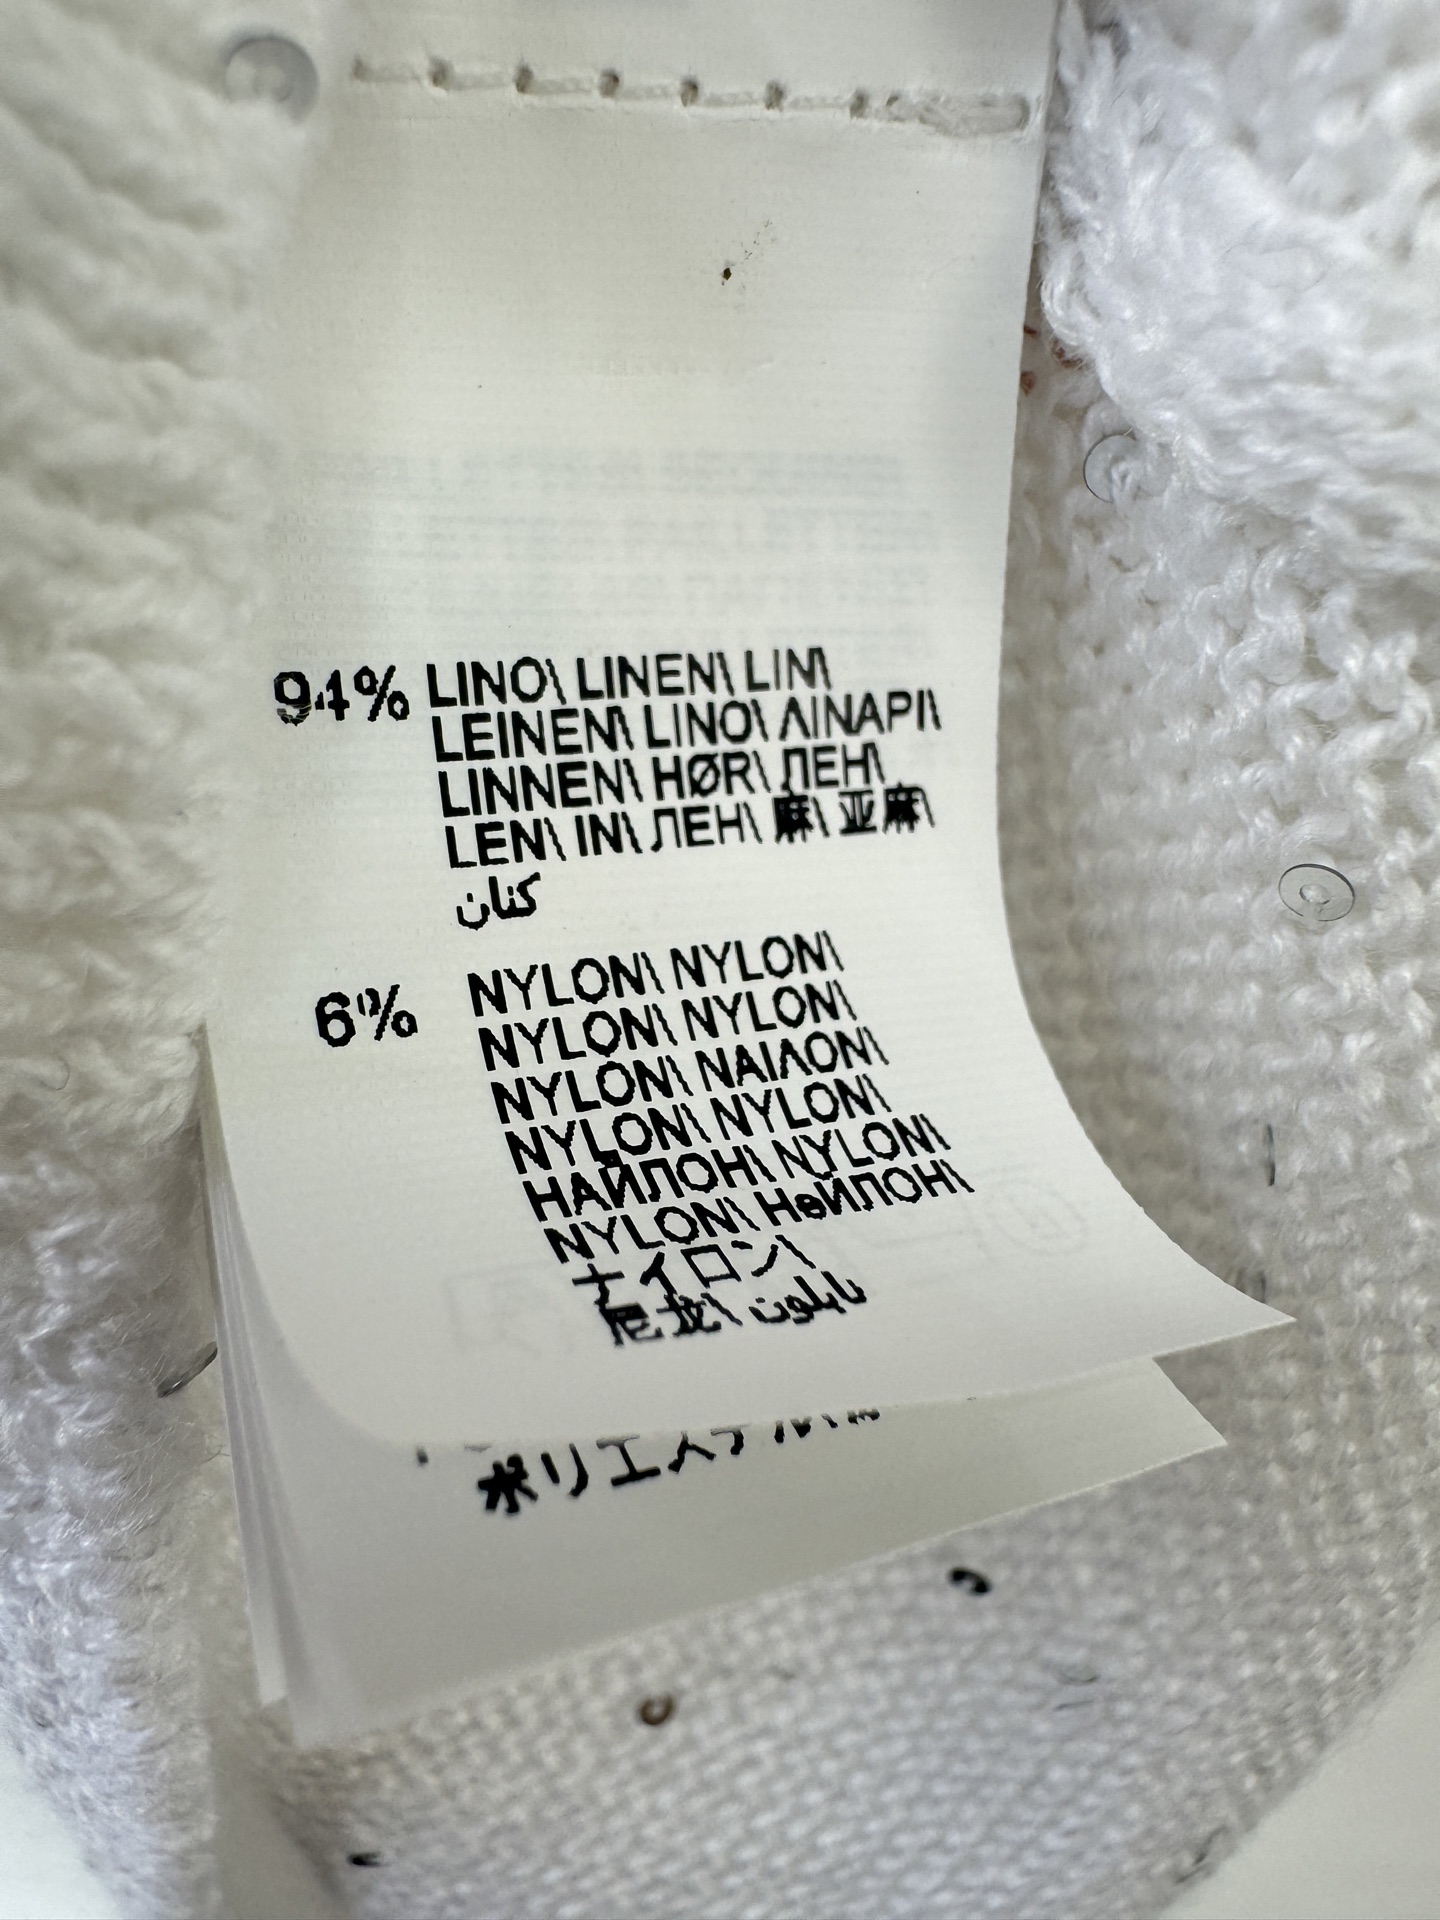 94% LINO\ LINEN\ LIN\
LEINEN\ LINO\ ΛΙΝΑΡΙ\
LINNEN\ HØR\ ЛЕН\
LEN\ IN\ ЛЕН\ 麻\ 亚麻\
كتان
6% NYLON\ NYLON\
NYLON\ NYLON\
NYLON\ ΝΑΙΛΟΝ\
NYLON\ NYLON\
НАЙЛОН\ NYLON\
NYLON\ НейЛОН\
ナイロン\
尼龙\ نايلون
ポリエステル\